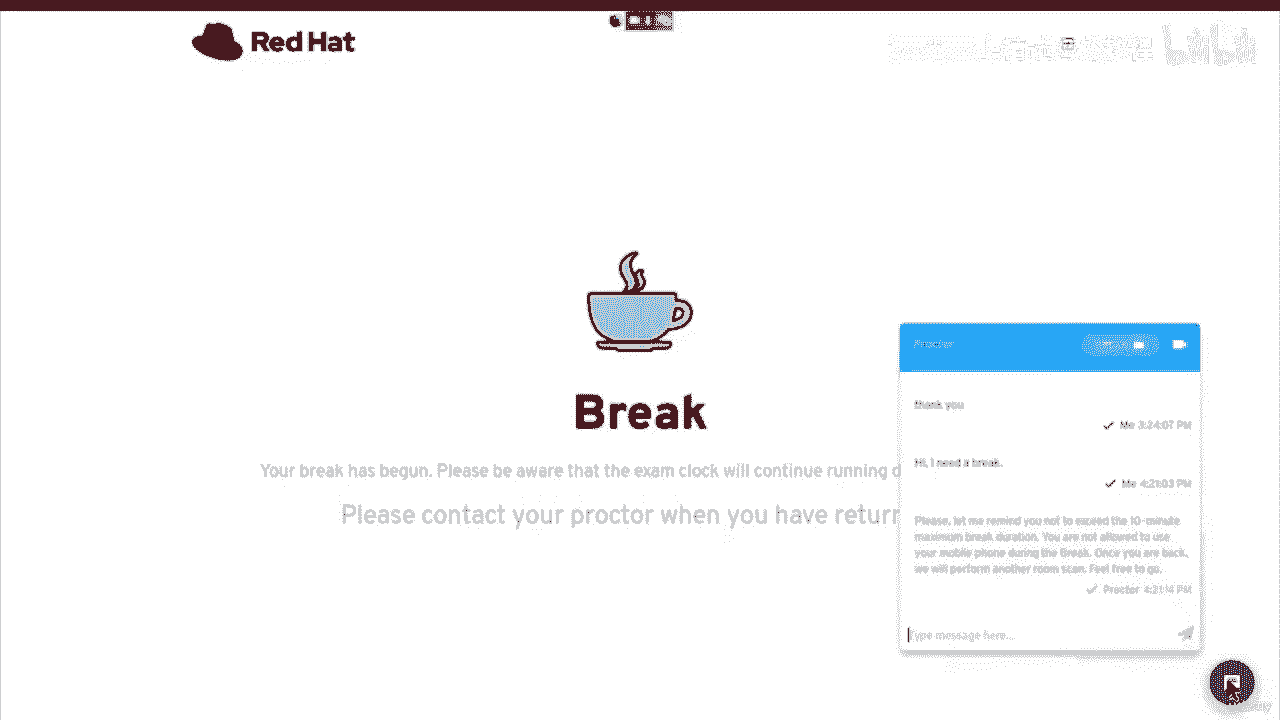 Red Hat
Break
Your break has begun. Please be aware that the exam clock will continue running d
Please contact your proctor when you have return
Proctor
thank you
Me 3:24:07 PM
Hi, I need a break.
Me 4:21:03 PM
Please, let me remind you not to exceed the 10-minute
maximum break duration. You are not allowed to use
your mobile phone during the Break. Once you are back,
we will perform another room scan. Feel free to go.
Proctor 4:21:14 PM
Type message here...